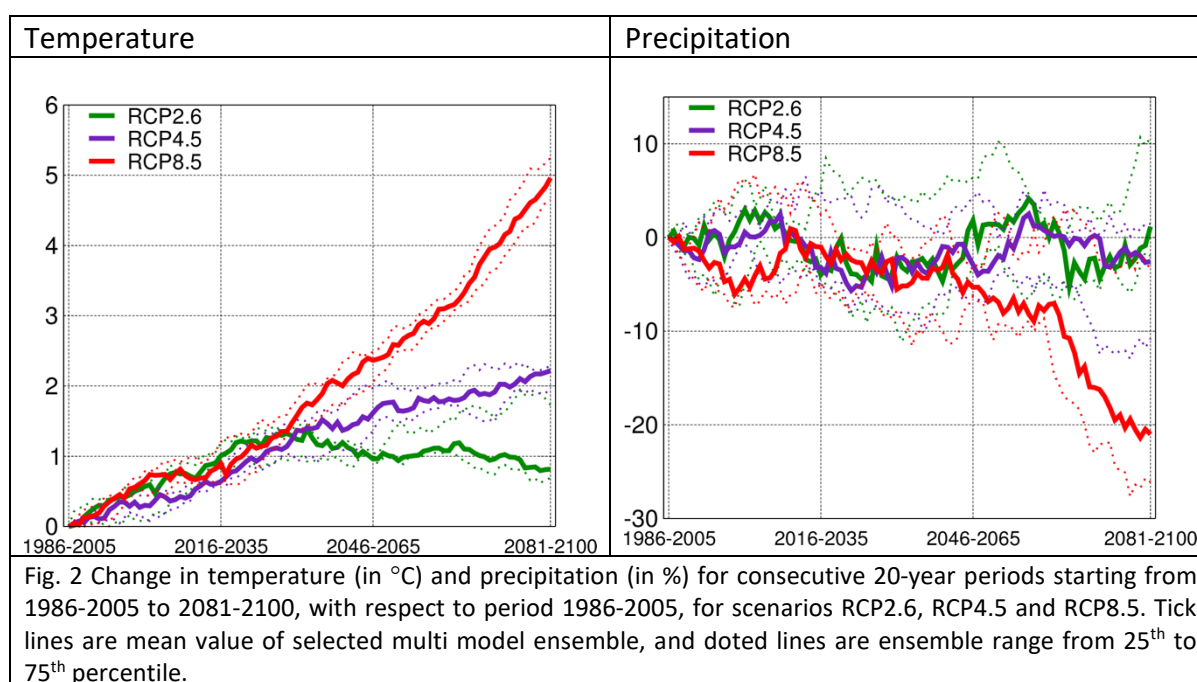 Temperature
Precipitation
6
5
4
3
2
1
0
RCP2.6
RCP4.5
RCP8.5
1986-2005
2016-2035
2046-2065
2081-2100
10
0
-10
-20
-30
RCP2.6
RCP4.5
RCP8.5
1986-2005
2016-2035
2046-2065
2081-2100
Fig. 2 Change in temperature (in °C) and precipitation (in %) for consecutive 20-year periods starting from
1986-2005 to 2081-2100, with respect to period 1986-2005, for scenarios RCP2.6, RCP4.5 and RCP8.5. Tick
lines are mean value of selected multi model ensemble, and doted lines are ensemble range from 25th to
75th percentile.